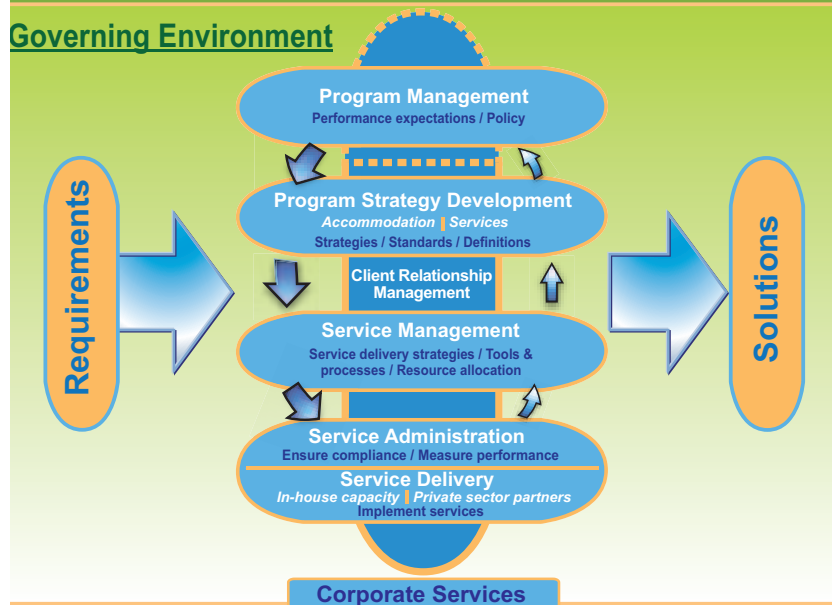 Governing Environment
Program Management
Performance expectations / Policy
Requirements
Program Strategy Development
Accommodation | Services
Strategies / Standards / Definitions
Client Relationship
Management
Solutions
Service Management
Service delivery strategies / Tools &
processes / Resource allocation
Service Administration
Ensure compliance / Measure performance
Service Delivery
In-house capacity | Private sector partners
Implement services
Corporate Services